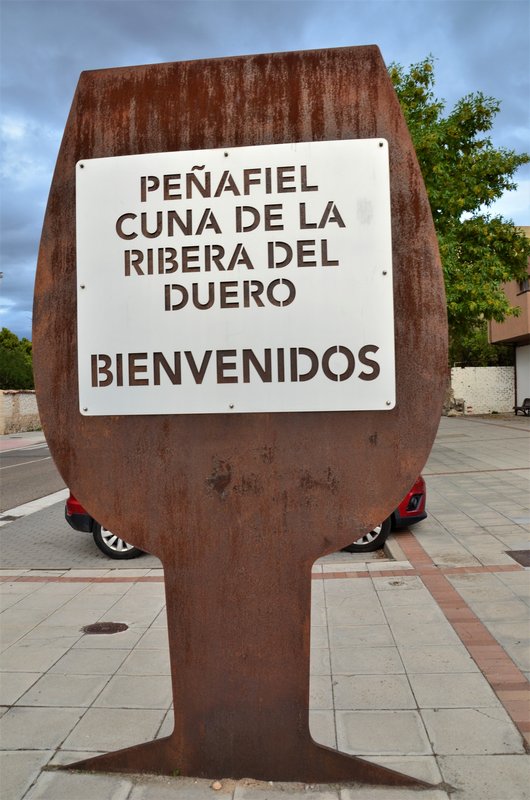 PEÑAFIEL
CUNA DE LA
RIBERA DEL
DUERO
BIENVENIDOS